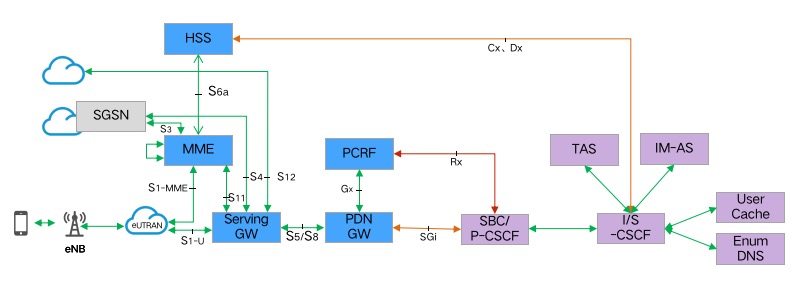 HSS
Cx、Dx
S6a
SGSN
S3
MME
PCRF
Rx
TAS
IM-AS
S4
S12
S1-MME
S11
Gx
User
Cache
eUTRAN
Serving
GW
PDN
GW
SBC/
P-CSCF
I/S
-CSCF
eNB
S1-U
S5/S8
SGi
Enum
DNS